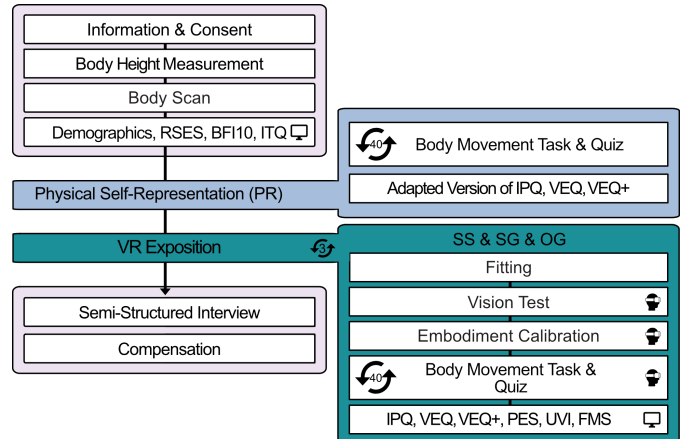 Information & Consent
Body Height Measurement
Body Scan
Demographics, RSES, BFI10, ITQ
Physical Self-Representation (PR)
40
Body Movement Task & Quiz
Adapted Version of IPQ, VEQ, VEQ+
VR Exposition
3
SS & SG & OG
Fitting
Vision Test
Embodiment Calibration
40
Body Movement Task &
Quiz
IPQ, VEQ, VEQ+, PES, UVI, FMS
Semi-Structured Interview
Compensation